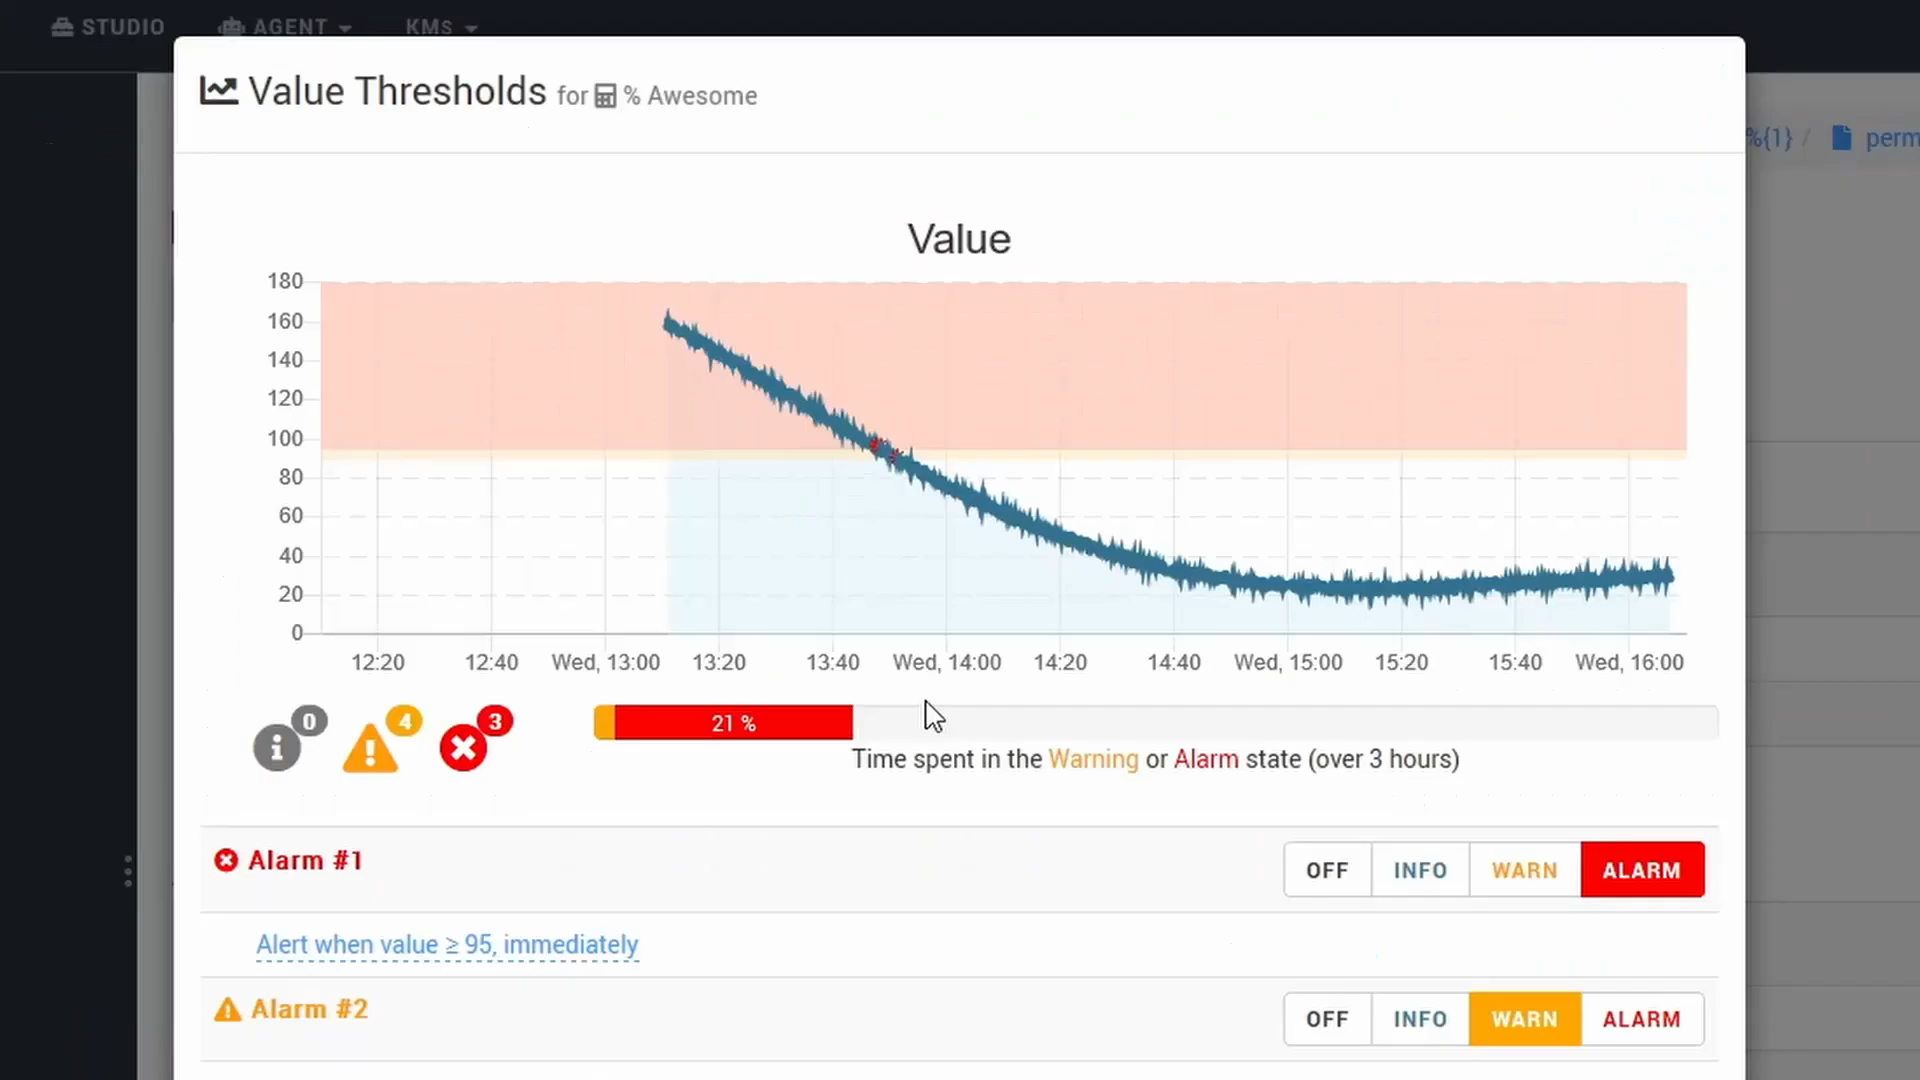 STUDIO AGENT KMs
Value Thresholds for % Awesome
%{1} / perm
Value
180
160
140
120
100
80
60
40
20
0
12:20 12:40 Wed, 13:00 13:20 13:40 Wed, 14:00 14:20 14:40 Wed, 15:00 15:20 15:40 Wed, 16:00
0 4 3 21 %
Time spent in the Warning or Alarm state (over 3 hours)
Alarm #1 OFF INFO WARN ALARM
Alert when value ≥ 95, immediately
Alarm #2 OFF INFO WARN ALARM